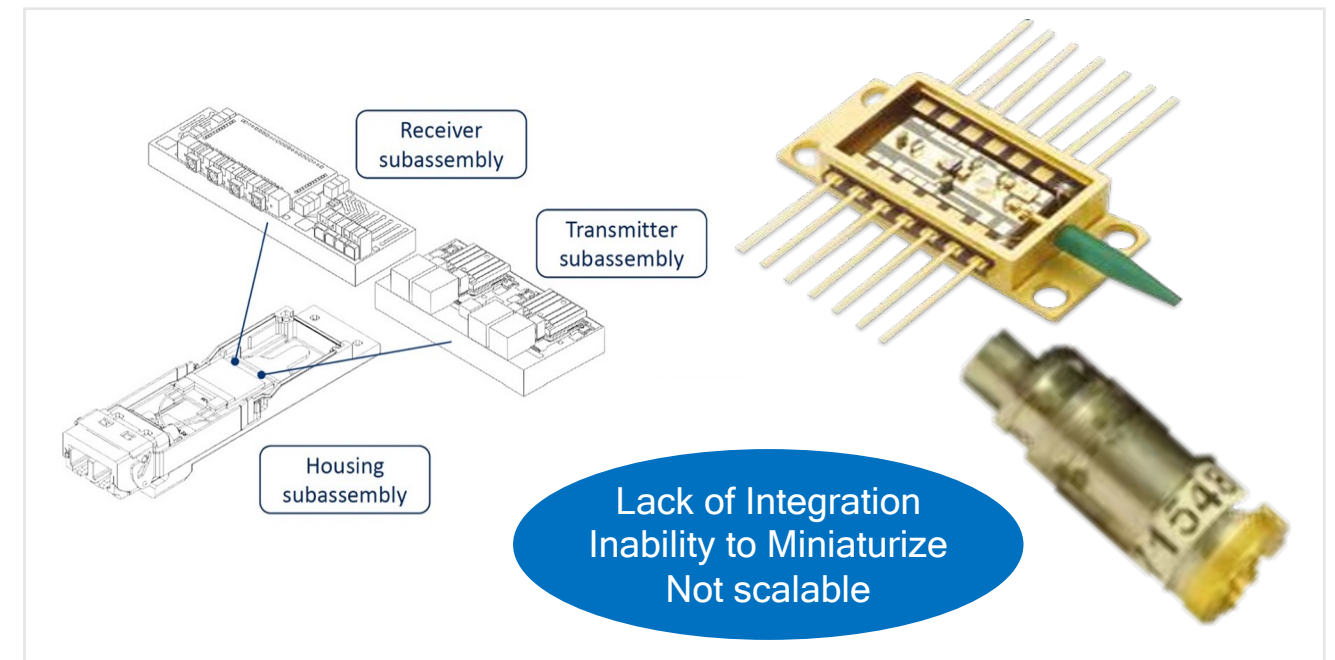 Receiver
subassembly
Transmitter
subassembly
Housing
subassembly
Lack of Integration
Inability to Miniaturize
Not scalable
1548